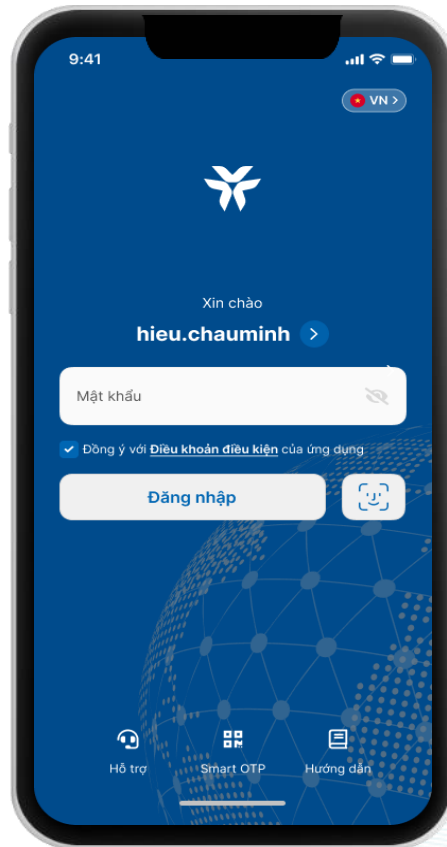 9:41
VN >
Xin chào
hieu.chauminh >
Mật khẩu
Đồng ý với Điều khoản điều kiện của ứng dụng
Đăng nhập
Hỗ trợ Smart OTP Hướng dẫn